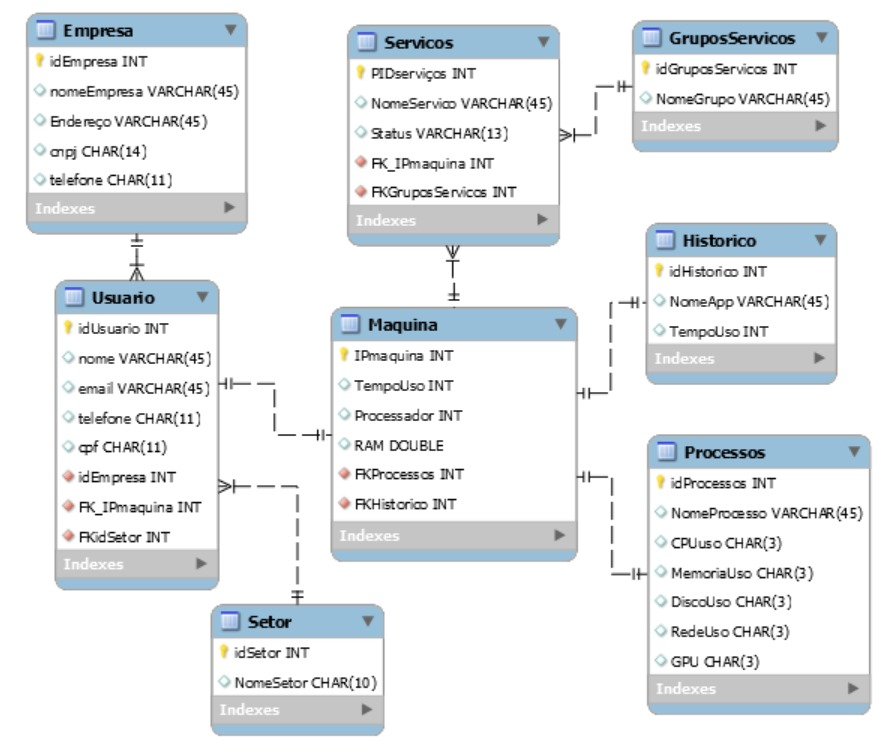 Empresa
idEmpresa INT
nomeEmpresa VARCHAR(45)
Endereço VARCHAR(45)
cnpj CHAR(14)
telefone CHAR(11)
Indexes
Servicos
PIDserviços INT
NomeServico VARCHAR(45)
Status VARCHAR(13)
FK_IPmaquina INT
FKGruposServicos INT
Indexes
GruposServicos
idGruposServicos INT
NomeGrupo VARCHAR(45)
Indexes
Usuario
idUsuario INT
nome VARCHAR(45)
email VARCHAR(45)
telefone CHAR(11)
cpf CHAR(11)
idEmpresa INT
FK_IPmaquina INT
FKidSetor INT
Indexes
Maquina
IPmaquina INT
TempoUso INT
Processador INT
RAM DOUBLE
FKProcessos INT
FKHistorico INT
Indexes
Historico
idHistorico INT
NomeApp VARCHAR(45)
TempoUso INT
Indexes
Processos
idProcessos INT
NomeProcesso VARCHAR(45)
CPUuso CHAR(3)
MemoriaUso CHAR(3)
DiscoUso CHAR(3)
RedeUso CHAR(3)
GPU CHAR(3)
Indexes
Setor
idSetor INT
NomeSetor CHAR(10)
Indexes